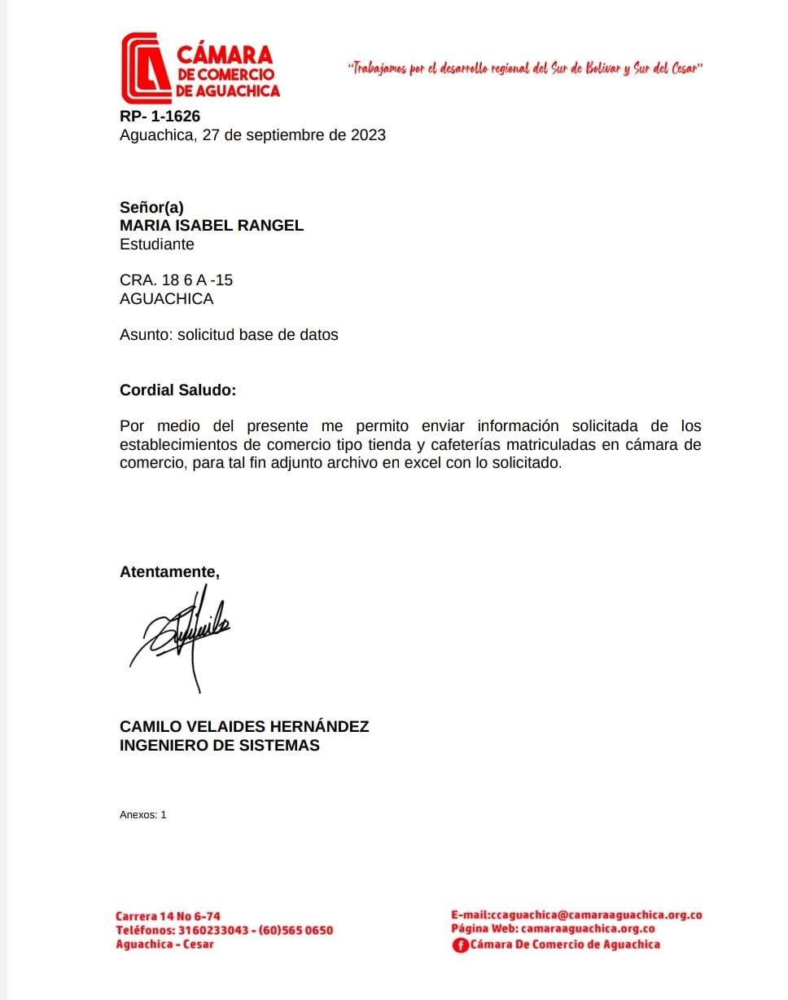 CÁMARA
DE COMERCIO
DE AGUACHICA
“Trabajamos por el desarrollo regional del Sur de Bolívar y Sur del Cesar”
RP- 1-1626
Aguachica, 27 de septiembre de 2023
Señor(a)
MARIA ISABEL RANGEL
Estudiante
CRA. 18 6 A -15
AGUACHICA
Asunto: solicitud base de datos
Cordial Saludo:
Por medio del presente me permito enviar información solicitada de los
establecimientos de comercio tipo tienda y cafeterías matriculadas en cámara de
comercio, para tal fin adjunto archivo en excel con lo solicitado.
Atentamente,
CAMILO VELAIDES HERNÁNDEZ
INGENIERO DE SISTEMAS
Anexos: 1
Carrera 14 No 6-74
Teléfonos: 3160233043 - (60)565 0650
Aguachica - Cesar
E-mail:ccaguachica@camaraaguachica.org.co
Página Web: camaraaguachica.org.co
Cámara De Comercio de Aguachica